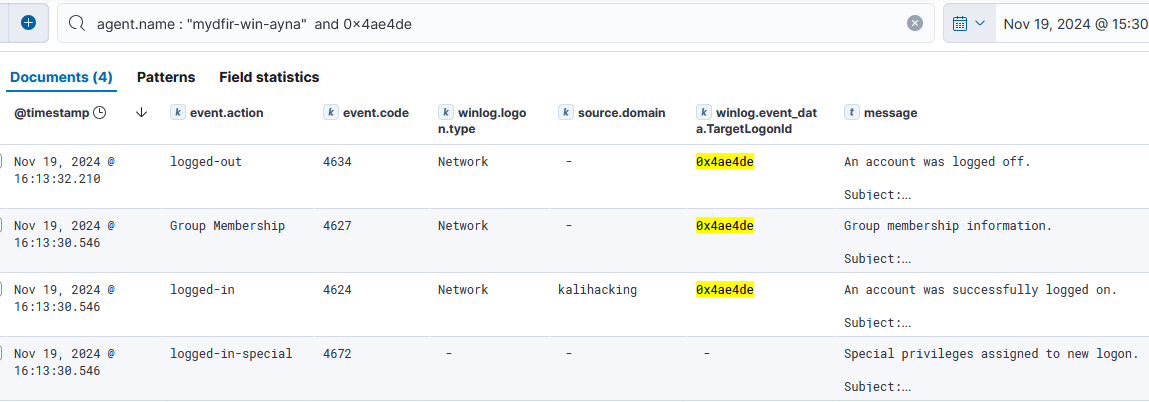 agent.name : "mydfir-win-ayna" and 0×4ae4de
Nov 19, 2024 @ 15:30
Documents (4) Patterns Field statistics
@timestamp k event.action k event.code k winlog.logo k source.domain k winlog.event_dat t message
n.type a.TargetLogonId
Nov 19, 2024 @ logged-out 4634 Network - 0x4ae4de An account was logged off.
16:13:32.210
Subject:…
Nov 19, 2024 @ Group Membership 4627 Network - 0x4ae4de Group membership information.
16:13:30.546
Subject:…
Nov 19, 2024 @ logged-in 4624 Network kalihacking 0x4ae4de An account was successfully logged on.
16:13:30.546
Subject:…
Nov 19, 2024 @ logged-in-special 4672 - - - Special privileges assigned to new logon.
16:13:30.546
Subject:…